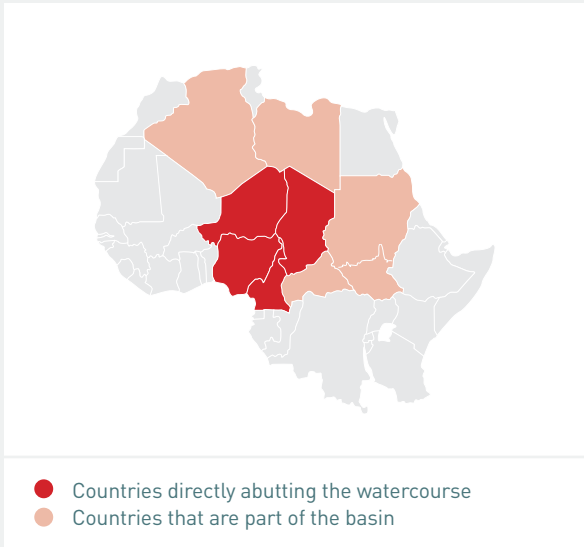 Countries directly abutting the watercourse
Countries that are part of the basin